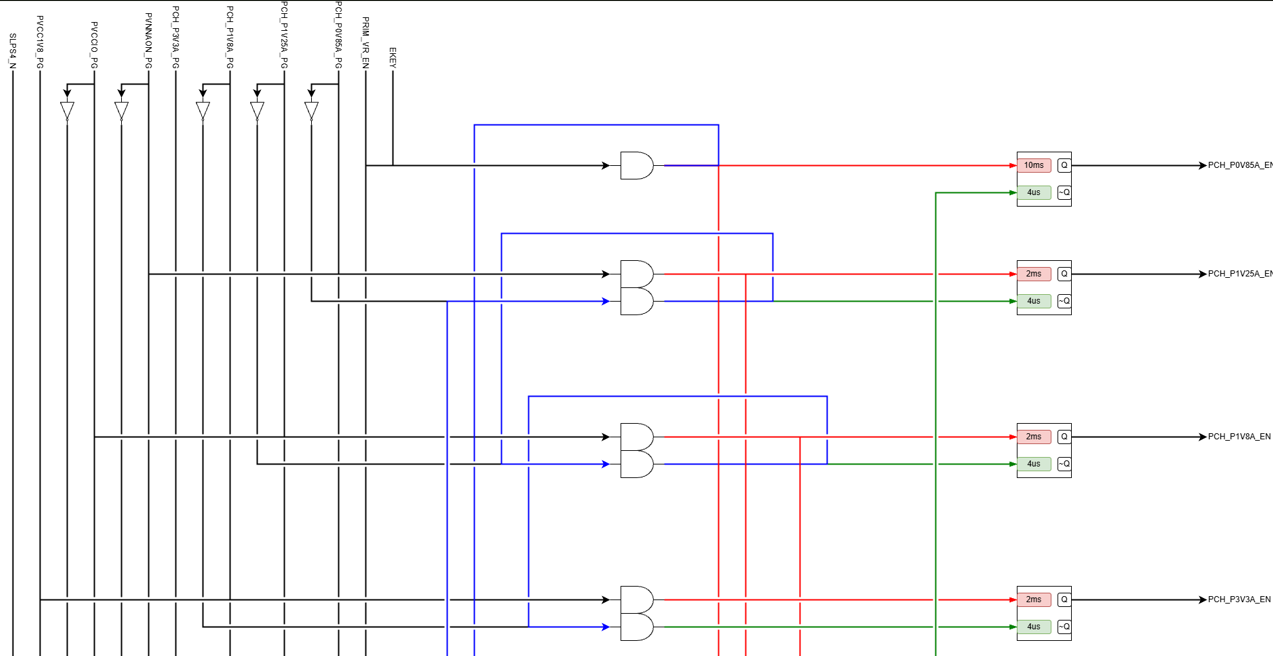 SLPS4_N
PVCC1V8_PG
PVCCIO_PG
PVNNAON_PG
PCH_P3V3A_PG
PCH_P1V8A_PG
PCH_P1V25A_PG
PCH_P0V85A_PG
PRIM_VR_EN
EKEY
10ms Q PCH_P0V85A_EN
4us ~Q
2ms Q PCH_P1V25A_EN
4us ~Q
2ms Q PCH_P1V8A_EN
4us ~Q
2ms Q PCH_P3V3A_EN
4us ~Q